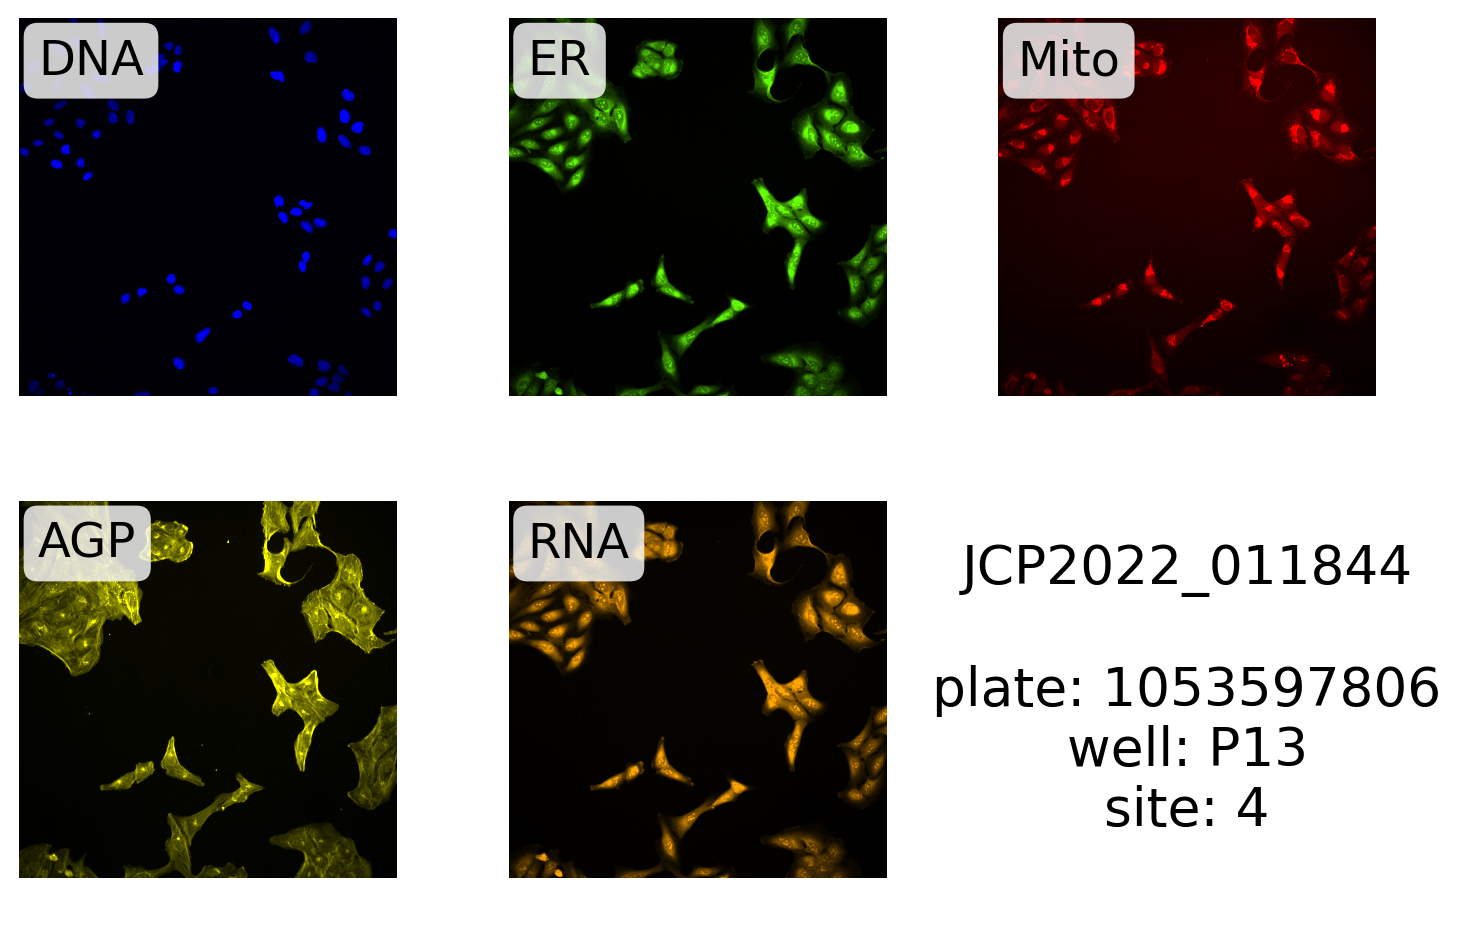 DNA
ER
Mito
AGP
RNA
JCP2022_011844
plate: 1053597806
well: P13
site: 4